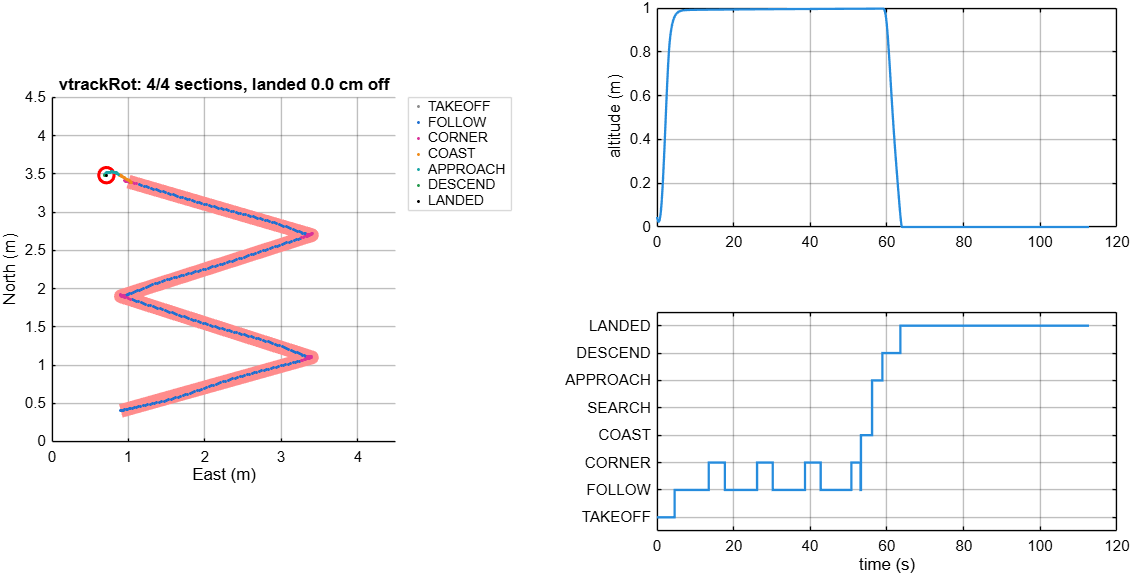 vtrackRot: 4/4 sections, landed 0.0 cm off
4.5
4
3.5
3
2.5
2
1.5
1
0.5
0
0
1
2
3
4
East (m)
North (m)
TAKEOFF
FOLLOW
CORNER
COAST
APPROACH
DESCEND
LANDED
1
0.8
0.6
0.4
0.2
0
altitude (m)
0
20
40
60
80
100
120
LANDED
DESCEND
APPROACH
SEARCH
COAST
CORNER
FOLLOW
TAKEOFF
0
20
40
60
80
100
120
time (s)